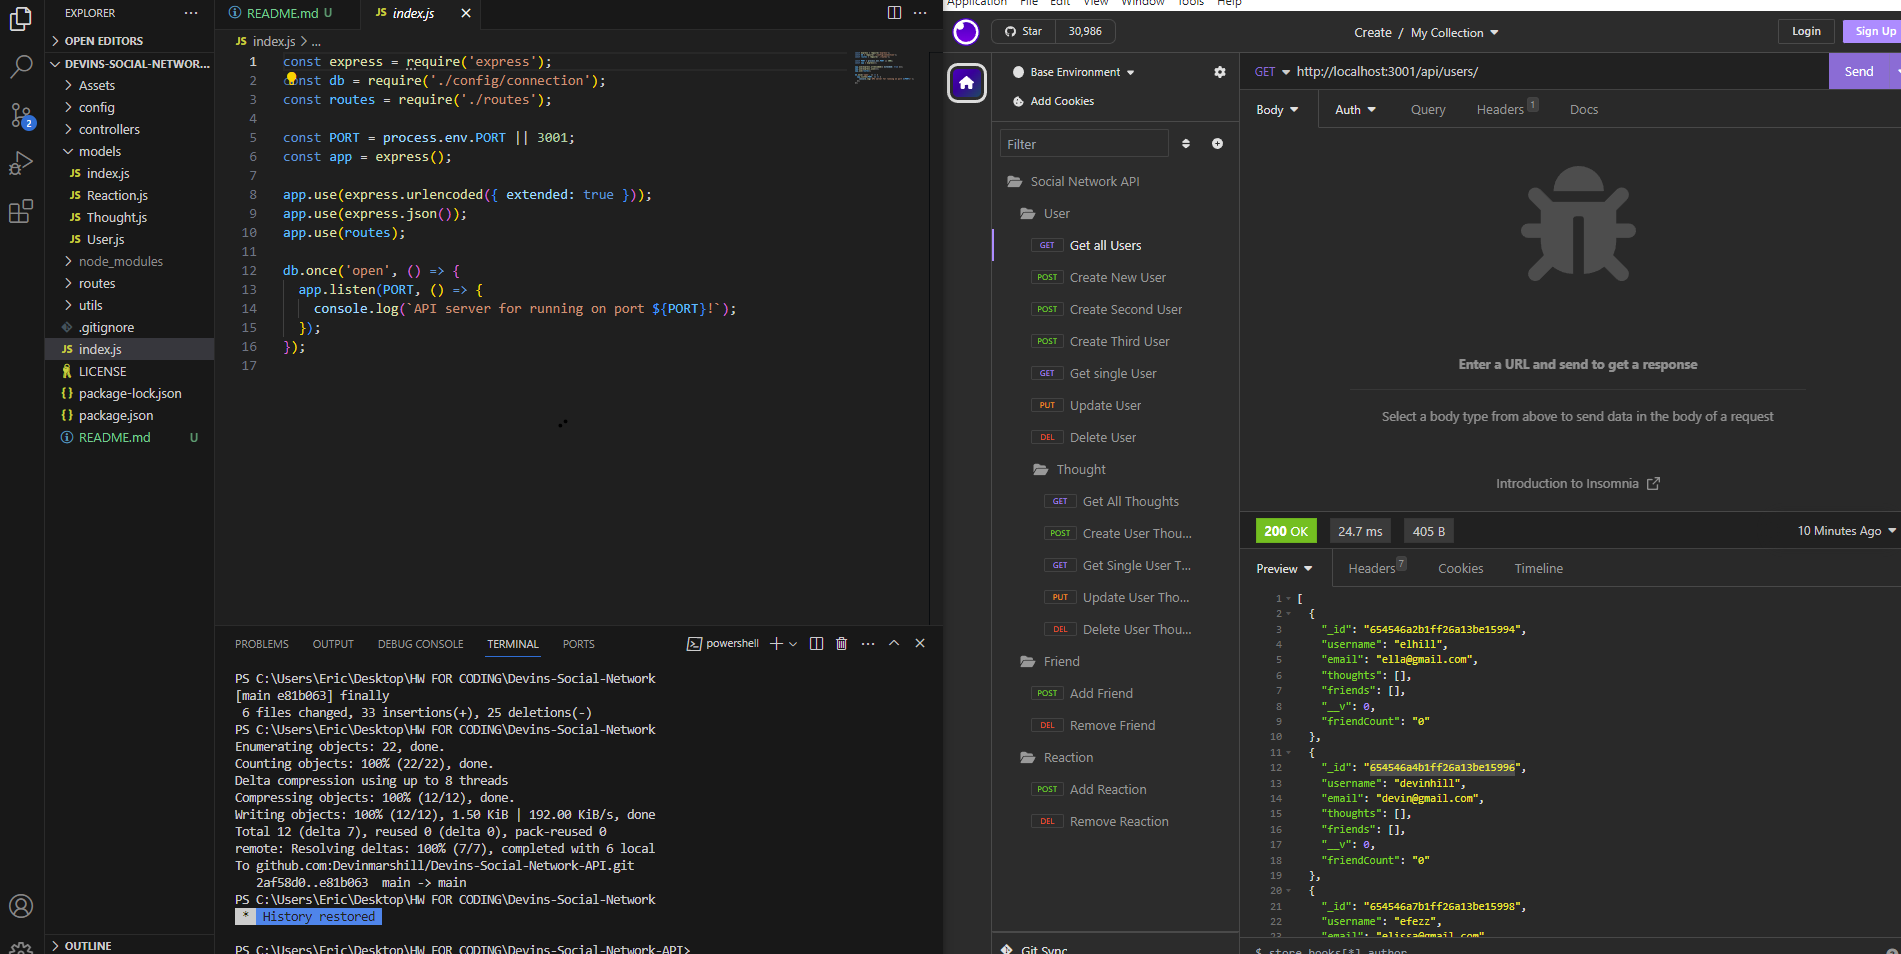 EXPLORER ...
OPEN EDITORS
DEVINS-SOCIAL-NETWOR...
Assets
config
controllers
models
JS index.js
JS Reaction.js
JS Thought.js
JS User.js
node_modules
routes
utils
.gitignore
JS index.js
LICENSE
{} package-lock.json
{} package.json
README.md U
OUTLINE
2
README.md U
JS index.js
JS index.js > ...
1 const express = require('express');
2 const db = require('./config/connection');
3 const routes = require('./routes');
4
5 const PORT = process.env.PORT || 3001;
6 const app = express();
7
8 app.use(express.urlencoded({ extended: true }));
9 app.use(express.json());
10 app.use(routes);
11
12 db.once('open', () => {
13 app.listen(PORT, () => {
14 console.log(`API server for running on port ${PORT}!`);
15 });
16 });
17
PROBLEMS OUTPUT DEBUG CONSOLE TERMINAL PORTS powershell
PS C:\Users\Eric\Desktop\HW FOR CODING\Devins-Social-Network
[main e81b063] finally
6 files changed, 33 insertions(+), 25 deletions(-)
PS C:\Users\Eric\Desktop\HW FOR CODING\Devins-Social-Network
Enumerating objects: 22, done.
Counting objects: 100% (22/22), done.
Delta compression using up to 8 threads
Compressing objects: 100% (12/12), done.
Writing objects: 100% (12/12), 1.50 KiB | 192.00 KiB/s, done
Total 12 (delta 7), reused 0 (delta 0), pack-reused 0
remote: Resolving deltas: 100% (7/7), completed with 6 local
To github.com:Devinmarshill/Devins-Social-Network-API.git
2af58d0..e81b063 main -> main
PS C:\Users\Eric\Desktop\HW FOR CODING\Devins-Social-Network
* History restored
PS C:\Users\Eric\Desktop\HW FOR CODING\Devins-Social-Network-API>
Application File Edit View Window Tools Help
Star 30,986
Create / My Collection
Login Sign Up
Base Environment
Add Cookies
Filter
Social Network API
User
GET Get all Users
POST Create New User
POST Create Second User
POST Create Third User
GET Get single User
PUT Update User
DEL Delete User
Thought
GET Get All Thoughts
POST Create User Thou...
GET Get Single User T...
PUT Update User Tho...
DEL Delete User Thou...
Friend
POST Add Friend
DEL Remove Friend
Reaction
POST Add Reaction
DEL Remove Reaction
Git Sync
GET http://localhost:3001/api/users/ Send
Body Auth Query Headers 1 Docs
Enter a URL and send to get a response
Select a body type from above to send data in the body of a request
Introduction to Insomnia
200 OK 24.7 ms 405 B 10 Minutes Ago
Preview Headers 7 Cookies Timeline
1 [
2 {
3 "_id": "654546a2b1ff26a13be15994",
4 "username": "elhill",
5 "email": "ella@gmail.com",
6 "thoughts": [],
7 "friends": [],
8 "__v": 0,
9 "friendCount": "0"
10 },
11 {
12 "_id": "654546a4b1ff26a13be15996",
13 "username": "devinhill",
14 "email": "devin@gmail.com",
15 "thoughts": [],
16 "friends": [],
17 "__v": 0,
18 "friendCount": "0"
19 },
20 {
21 "_id": "654546a7b1ff26a13be15998",
22 "username": "efezz",
23 "email": "elissa@gmail.com",
$.store.books[*].author